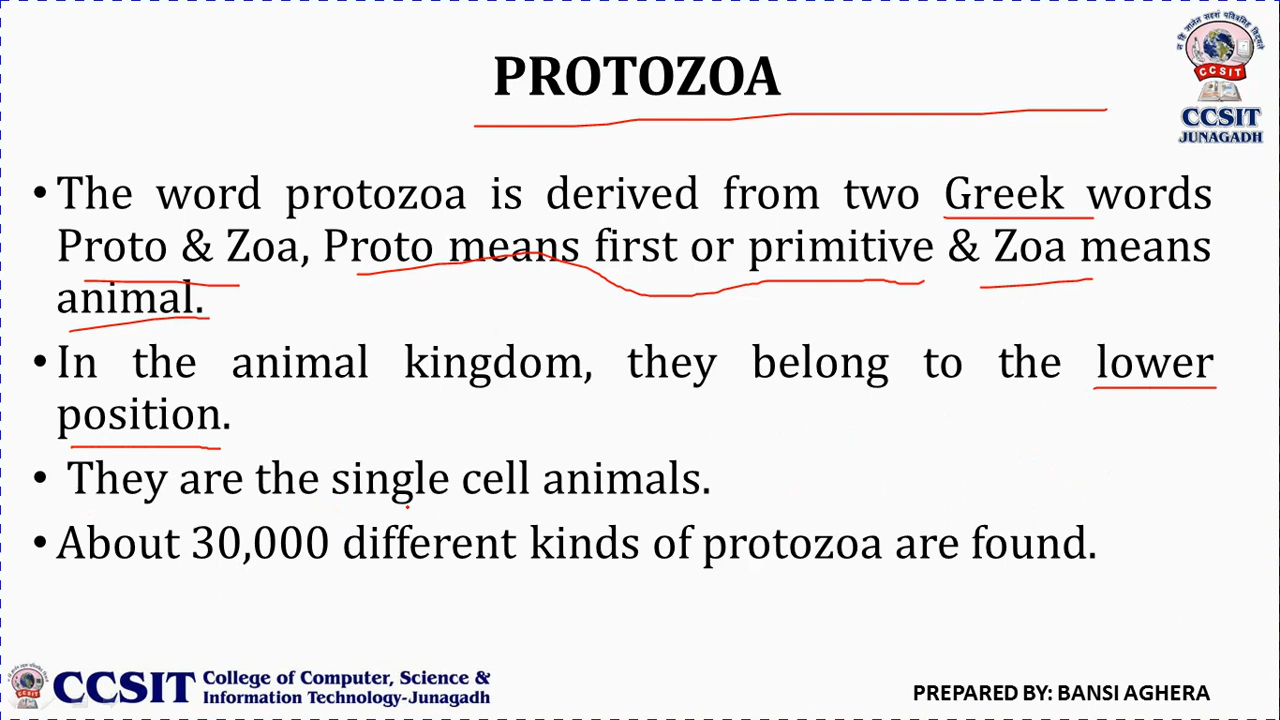 PROTOZOA
CCSIT
CCSIT
JUNAGADH
• The word protozoa is derived from two Greek words
Proto & Zoa, Proto means first or primitive & Zoa means
animal.
• In the animal kingdom, they belong to the lower
position.
• They are the single cell animals.
• About 30,000 different kinds of protozoa are found.
CCSIT College of Computer, Science &
Information Technology-Junagadh
PREPARED BY: BANSI AGHERA